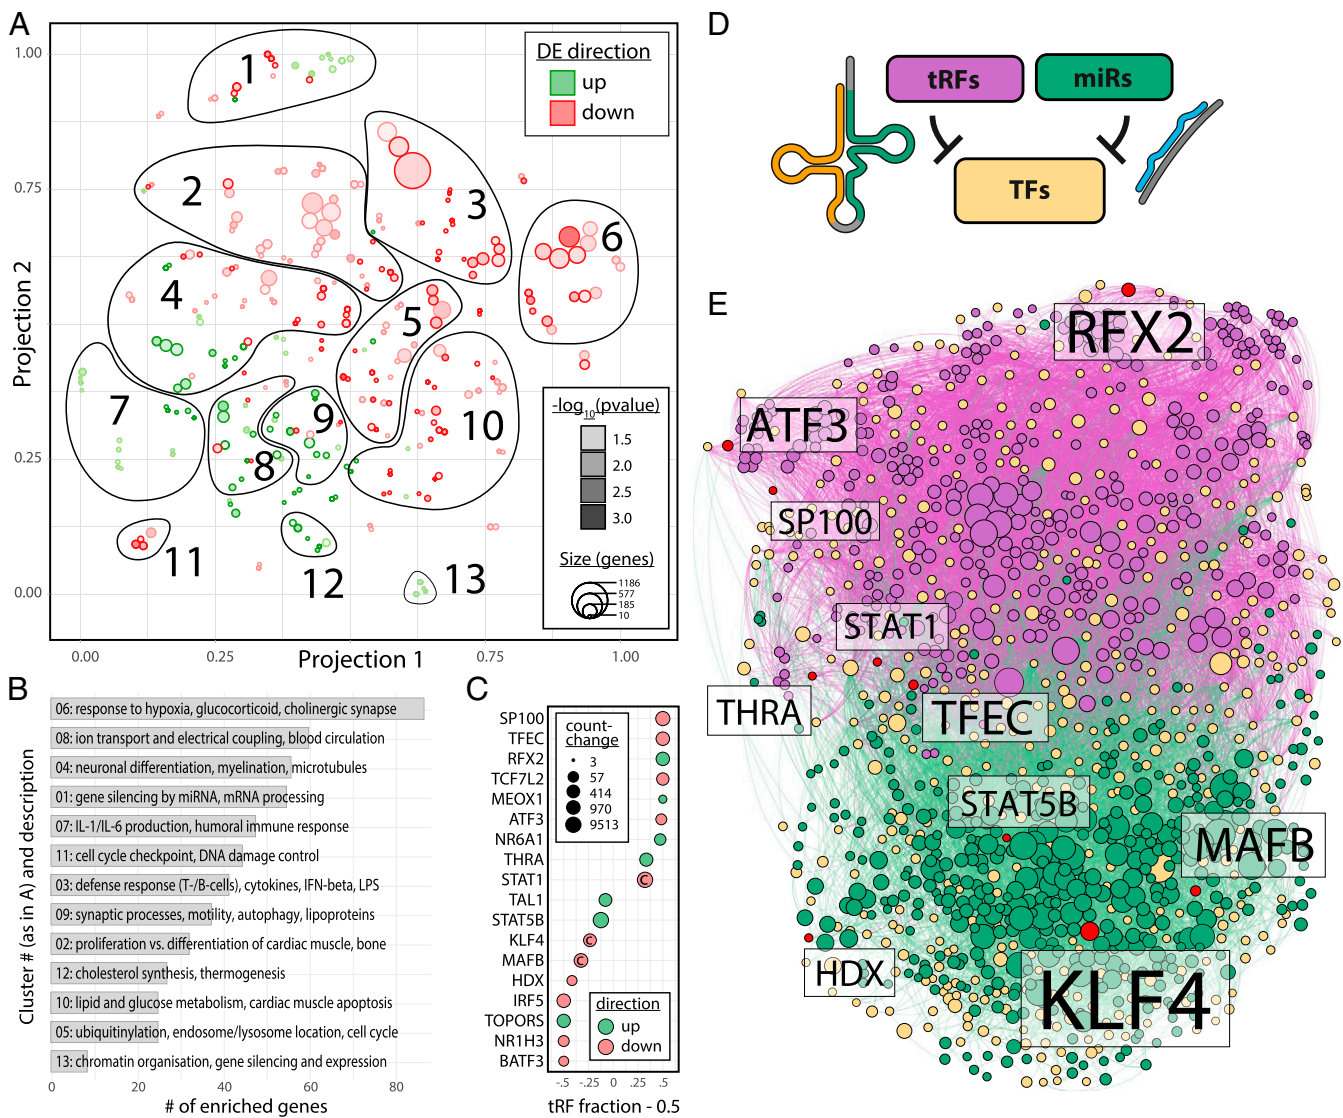 A
Projection 2
1.00
0.75
0.25
0.00
0.00
0.25
Projection 1
0.75
1.00
1
2
3
4
5
6
7
8
9
10
11
12
13
DE direction
up
down
-log10(pvalue)
1.5
2.0
2.5
3.0
Size (genes)
1186
577
185
10
B
Cluster # (as in A) and description
06: response to hypoxia, glucocorticoid, cholinergic synapse
08: ion transport and electrical coupling, blood circulation
04: neuronal differentiation, myelination, microtubules
01: gene silencing by miRNA, mRNA processing
07: IL-1/IL-6 production, humoral immune response
11: cell cycle checkpoint, DNA damage control
03: defense response (T-/B-cells), cytokines, IFN-beta, LPS
09: synaptic processes, motility, autophagy, lipoproteins
02: proliferation vs. differentiation of cardiac muscle, bone
12: cholesterol synthesis, thermogenesis
10: lipid and glucose metabolism, cardiac muscle apoptosis
05: ubiquitinylation, endosome/lysosome location, cell cycle
13: chromatin organisation, gene silencing and expression
0 20 40 60 80
# of enriched genes
C
SP100
TFEC
RFX2
TCF7L2
MEOX1
ATF3
NR6A1
THRA
STAT1
TAL1
STAT5B
KLF4
MAFB
HDX
IRF5
TOPORS
NR1H3
BATF3
count-
change
3
57
414
970
9513
C
C
C
direction
up
down
-.5 -.25 0 .25 .5
tRF fraction - 0.5
D
tRFs
miRs
TFs
E
RFX2
ATF3
SP100
STAT1
THRA
TFEC
STAT5B
MAFB
HDX
KLF4